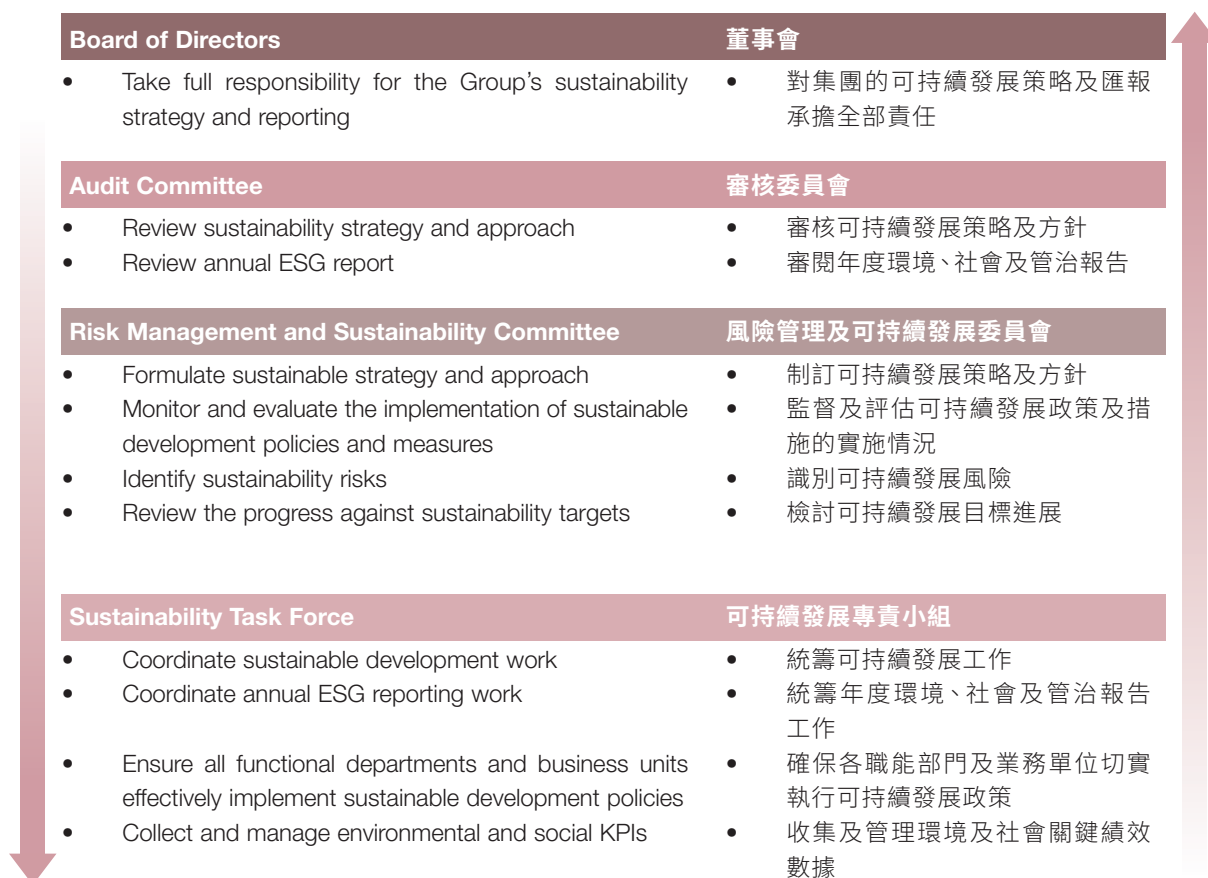 Board of Directors
董事會
• Take full responsibility for the Group’s sustainability
strategy and reporting
• 對集團的可持續發展策略及匯報
承擔全部責任
Audit Committee
審核委員會
• Review sustainability strategy and approach
• Review annual ESG report
• 審核可持續發展策略及方針
• 審閱年度環境、社會及管治報告
Risk Management and Sustainability Committee
風險管理及可持續發展委員會
• Formulate sustainable strategy and approach
• Monitor and evaluate the implementation of sustainable
development policies and measures
• Identify sustainability risks
• Review the progress against sustainability targets
• 制訂可持續發展策略及方針
• 監督及評估可持續發展政策及措
施的實施情況
• 識別可持續發展風險
• 檢討可持續發展目標進展
Sustainability Task Force
可持續發展專責小組
• Coordinate sustainable development work
• Coordinate annual ESG reporting work
• Ensure all functional departments and business units
effectively implement sustainable development policies
• Collect and manage environmental and social KPIs
• 統籌可持續發展工作
• 統籌年度環境、社會及管治報告
工作
• 確保各職能部門及業務單位切實
執行可持續發展政策
• 收集及管理環境及社會關鍵績效
數據